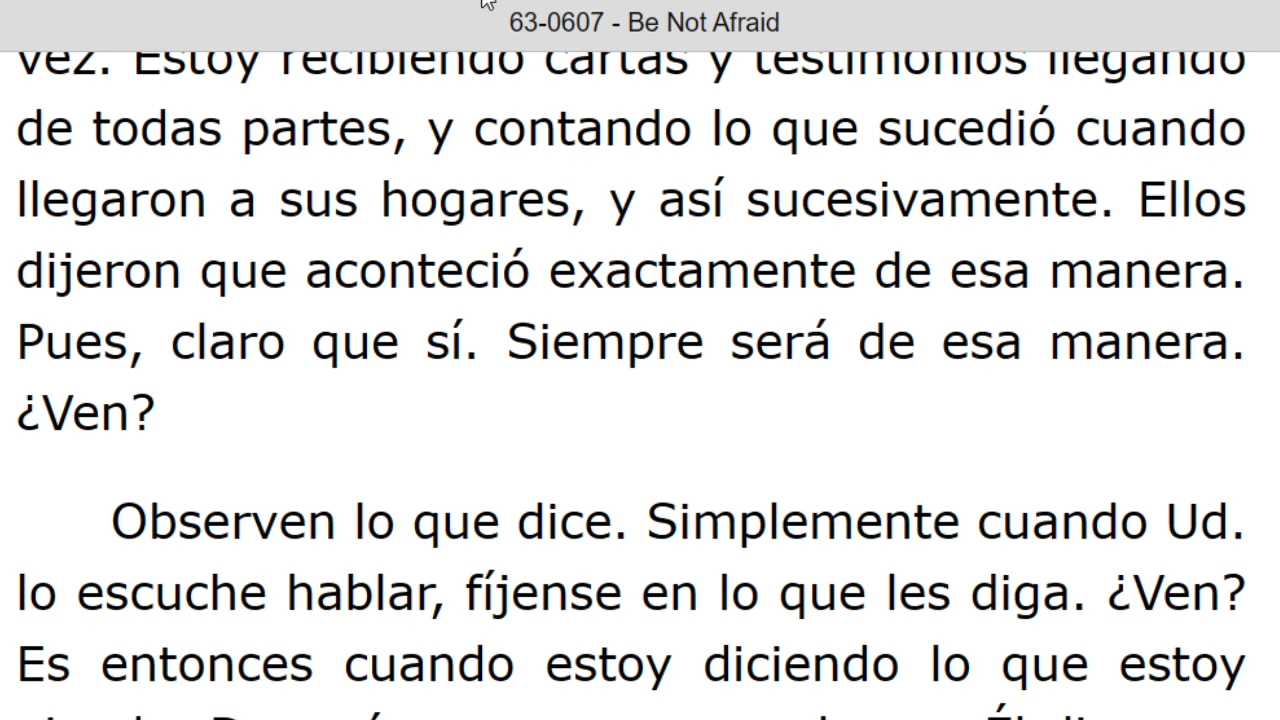 63-0607 - Be Not Afraid
vez. Estoy recibiendo cartas y testimonios llegando
de todas partes, y contando lo que sucedió cuando
llegaron a sus hogares, y así sucesivamente. Ellos
dijeron que aconteció exactamente de esa manera.
Pues, claro que sí. Siempre será de esa manera.
¿Ven?
Observen lo que dice. Simplemente cuando Ud.
lo escuche hablar, fíjense en lo que les diga. ¿Ven?
Es entonces cuando estoy diciendo lo que estoy